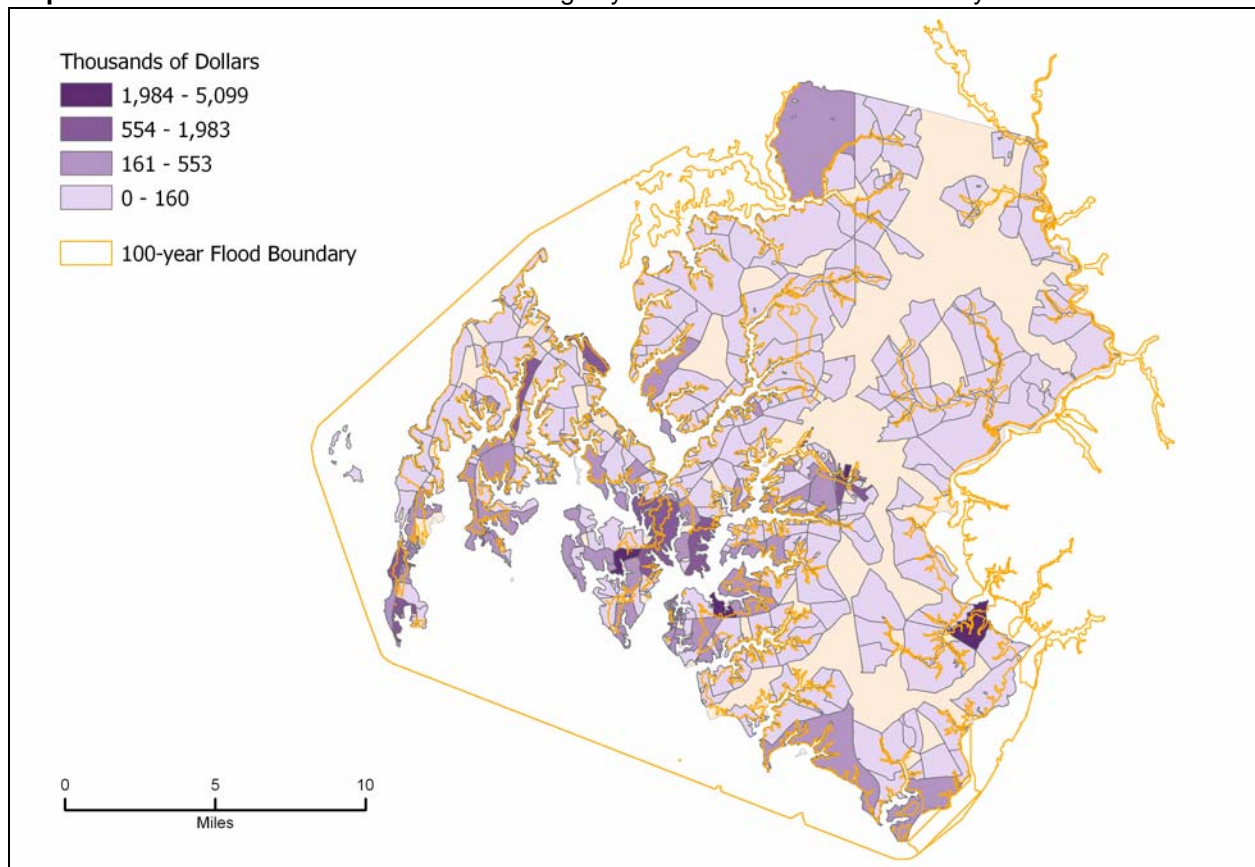 Thousands of Dollars
1,984 - 5,099
554 - 1,983
161 - 553
0 - 160
100-year Flood Boundary
0 5 10
Miles